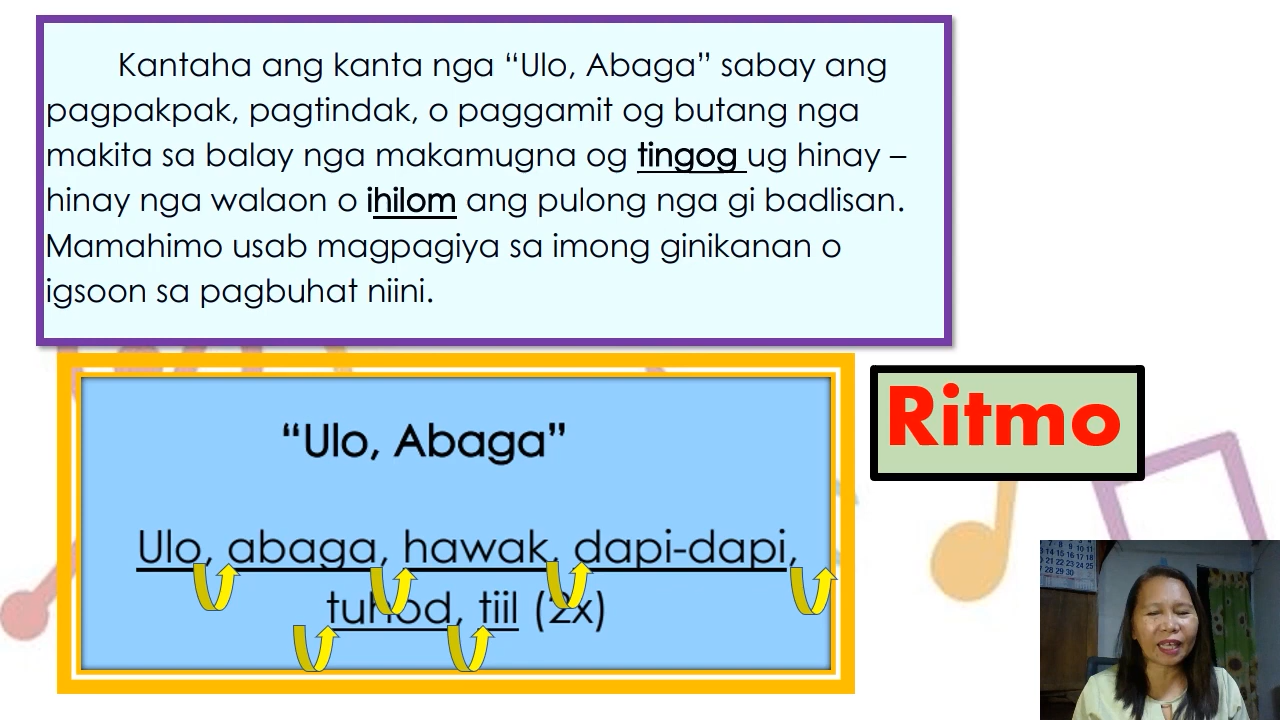 Kantaha ang kanta nga “Ulo, Abaga” sabay ang
pagpakpak, pagtindak, o paggamit og butang nga
makita sa balay nga makamugna og tingog ug hinay –
hinay nga walaon o ihilom ang pulong nga gi badlisan.
Mamahimo usab magpagiya sa imong ginikanan o
igsoon sa pagbuhat niini.
“Ulo, Abaga”
Ulo, abaga, hawak, dapi-dapi,
tuhod, tiil (2x)
Ritmo